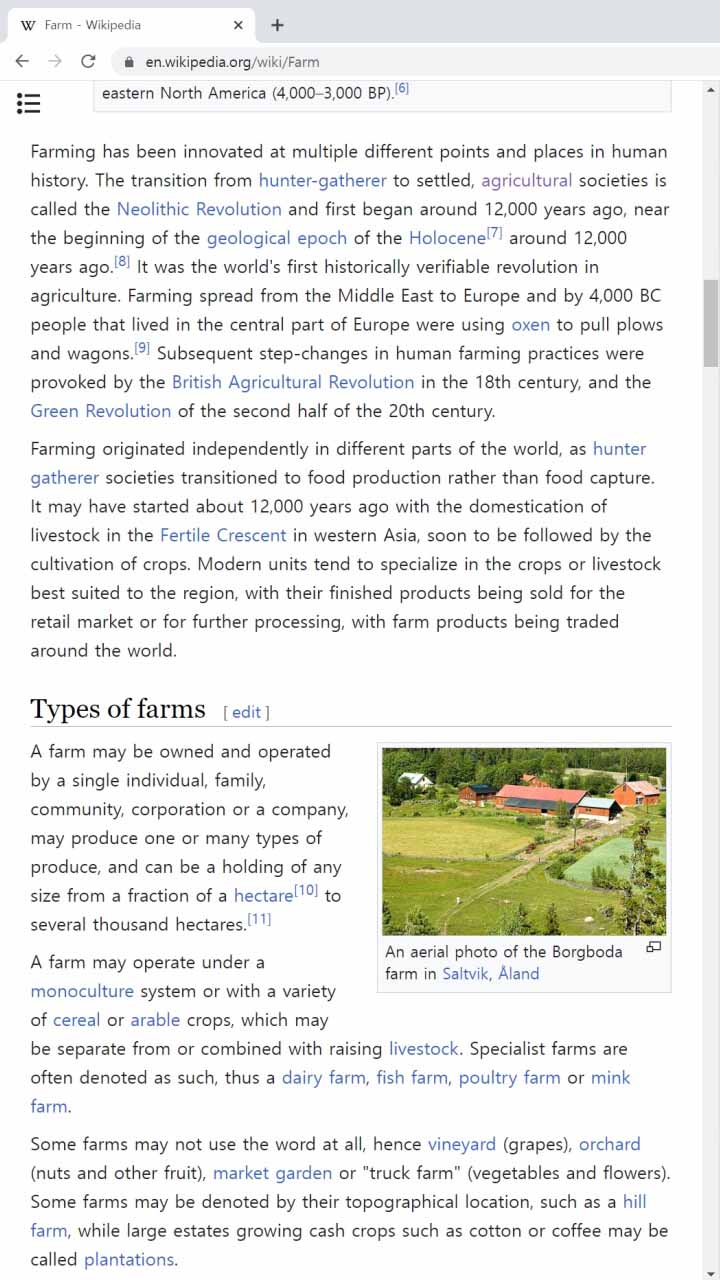 W Farm - Wikipedia
en.wikipedia.org/wiki/Farm
eastern North America (4,000–3,000 BP).[6]
Farming has been innovated at multiple different points and places in human
history. The transition from hunter-gatherer to settled, agricultural societies is
called the Neolithic Revolution and first began around 12,000 years ago, near
the beginning of the geological epoch of the Holocene[7] around 12,000
years ago.[8] It was the world's first historically verifiable revolution in
agriculture. Farming spread from the Middle East to Europe and by 4,000 BC
people that lived in the central part of Europe were using oxen to pull plows
and wagons.[9] Subsequent step-changes in human farming practices were
provoked by the British Agricultural Revolution in the 18th century, and the
Green Revolution of the second half of the 20th century.
Farming originated independently in different parts of the world, as hunter
gatherer societies transitioned to food production rather than food capture.
It may have started about 12,000 years ago with the domestication of
livestock in the Fertile Crescent in western Asia, soon to be followed by the
cultivation of crops. Modern units tend to specialize in the crops or livestock
best suited to the region, with their finished products being sold for the
retail market or for further processing, with farm products being traded
around the world.
Types of farms [ edit ]
A farm may be owned and operated
by a single individual, family,
community, corporation or a company,
may produce one or many types of
produce, and can be a holding of any
size from a fraction of a hectare[10] to
several thousand hectares.[11]
An aerial photo of the Borgboda
farm in Saltvik, Åland
A farm may operate under a
monoculture system or with a variety
of cereal or arable crops, which may
be separate from or combined with raising livestock. Specialist farms are
often denoted as such, thus a dairy farm, fish farm, poultry farm or mink
farm.
Some farms may not use the word at all, hence vineyard (grapes), orchard
(nuts and other fruit), market garden or "truck farm" (vegetables and flowers).
Some farms may be denoted by their topographical location, such as a hill
farm, while large estates growing cash crops such as cotton or coffee may be
called plantations.